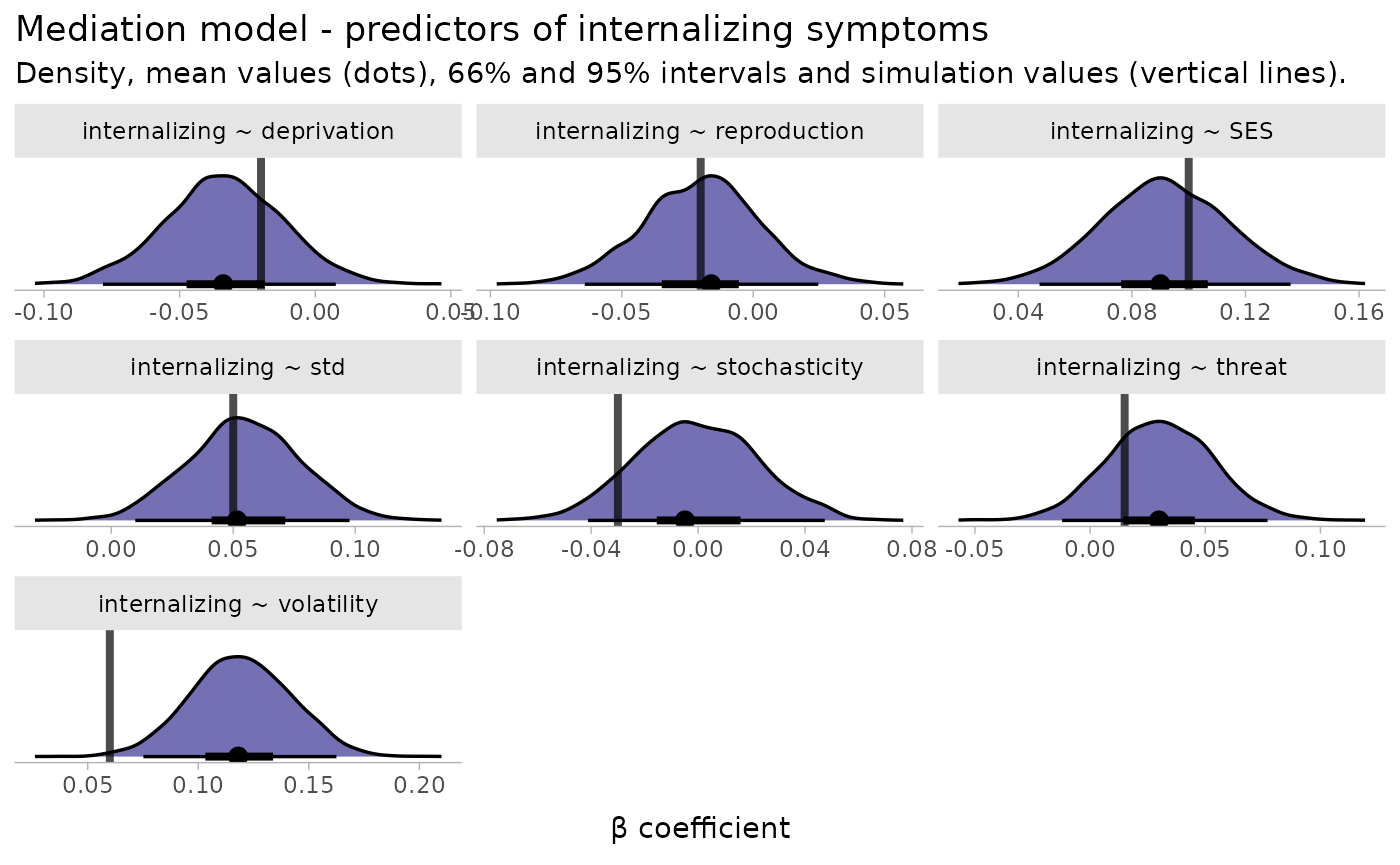 Mediation model - predictors of internalizing symptoms
Density, mean values (dots), 66% and 95% intervals and simulation values (vertical lines).
internalizing ~ deprivation
internalizing ~ reproduction
internalizing ~ SES
-0.10 -0.05 0.00 0.05
-0.10 -0.05 0.00 0.05
0.04 0.08 0.12 0.16
internalizing ~ std
internalizing ~ stochasticity
internalizing ~ threat
0.00 0.05 0.10
-0.08 -0.04 0.00 0.04 0.08
-0.05 0.00 0.05 0.10
internalizing ~ volatility
0.05 0.10 0.15 0.20
β coefficient